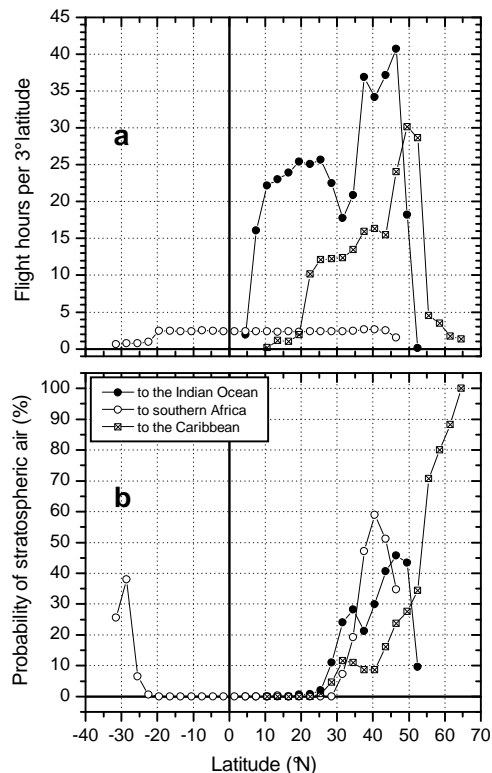 45
40
35
30
25
20
15
10
5
0
Flight hours per 3°latitude
a
100
90
80
70
60
50
40
30
20
10
0
Probability of stratospheric air (%)
to the Indian Ocean
to southern Africa
to the Caribbean
b
-40 -30 -20 -10 0 10 20 30 40 50 60 70
Latitude (°N)